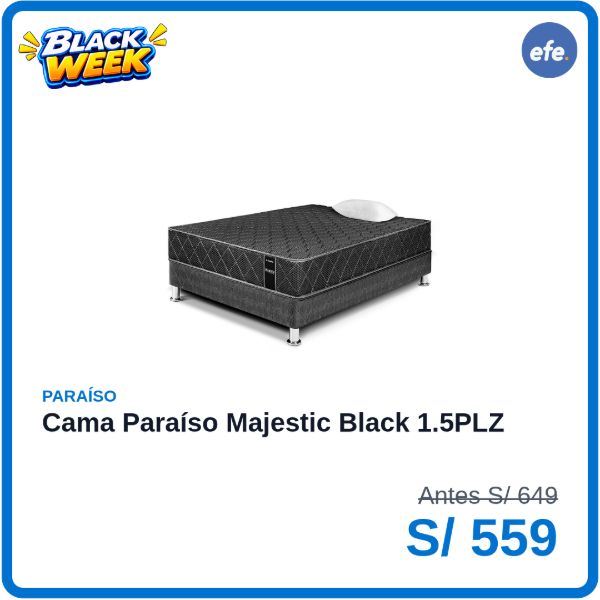 BLACK
WEEK
efe.
PARAÍSO
Cama Paraíso Majestic Black 1.5PLZ
Antes S/ 649
S/ 559